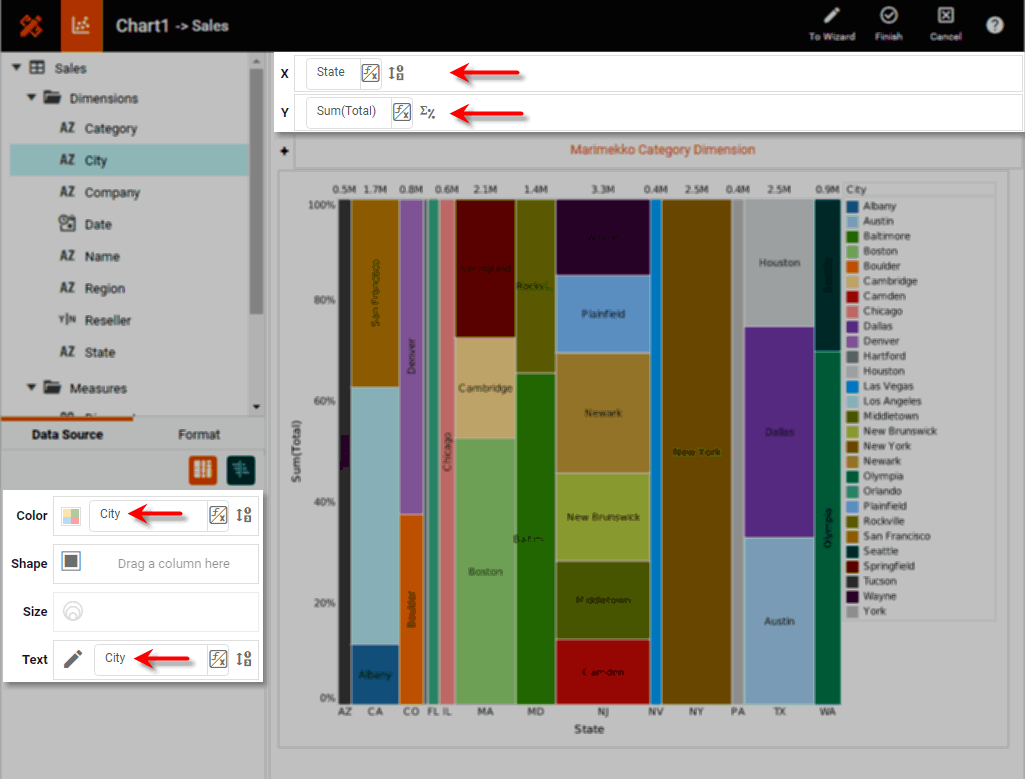 Chart1 -> Sales
To Wizard
Finish
Cancel
?
Sales
Dimensions
AZ Category
AZ City
AZ Company
Date
AZ Name
AZ Region
Y|N Reseller
AZ State
Measures
Data Source
Format
Color
City
Shape
Drag a column here
Size
Text
City
X
State
Y
Sum(Total)
Marimekko Category Dimension
0.5M 1.7M 0.8M 0.6M 2.1M 1.4M 3.3M 0.4M 2.5M 0.4M 2.5M 0.9M
100%
80%
60%
40%
20%
0%
Sum(Total)
San Francisco
Albany
Denver
Boulder
Chicago
Cambridge
Boston
Rockvi...
Plainfield
Newark
New Brunswick
Middletown
Camden
New York
Houston
Dallas
Austin
Olympia
AZ CA CO FL IL MA MD NJ NV NY PA TX WA
State
City
Albany
Austin
Baltimore
Boston
Boulder
Cambridge
Camden
Chicago
Dallas
Denver
Hartford
Houston
Las Vegas
Los Angeles
Middletown
New Brunswick
New York
Newark
Olympia
Orlando
Plainfield
Rockville
San Francisco
Seattle
Springfield
Tucson
Wayne
York